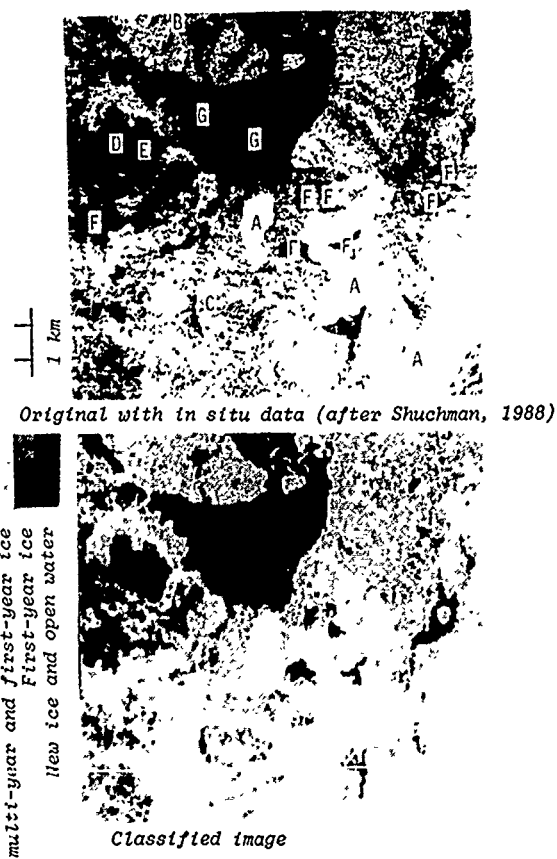 B
G
G
D
E
F
F
F
F
F
A
F
F
C
A
A
1 km
Original with in situ data (after Shuchman, 1988)
multi-year and first-year ice
First-year ice
New ice and open water
Classified image